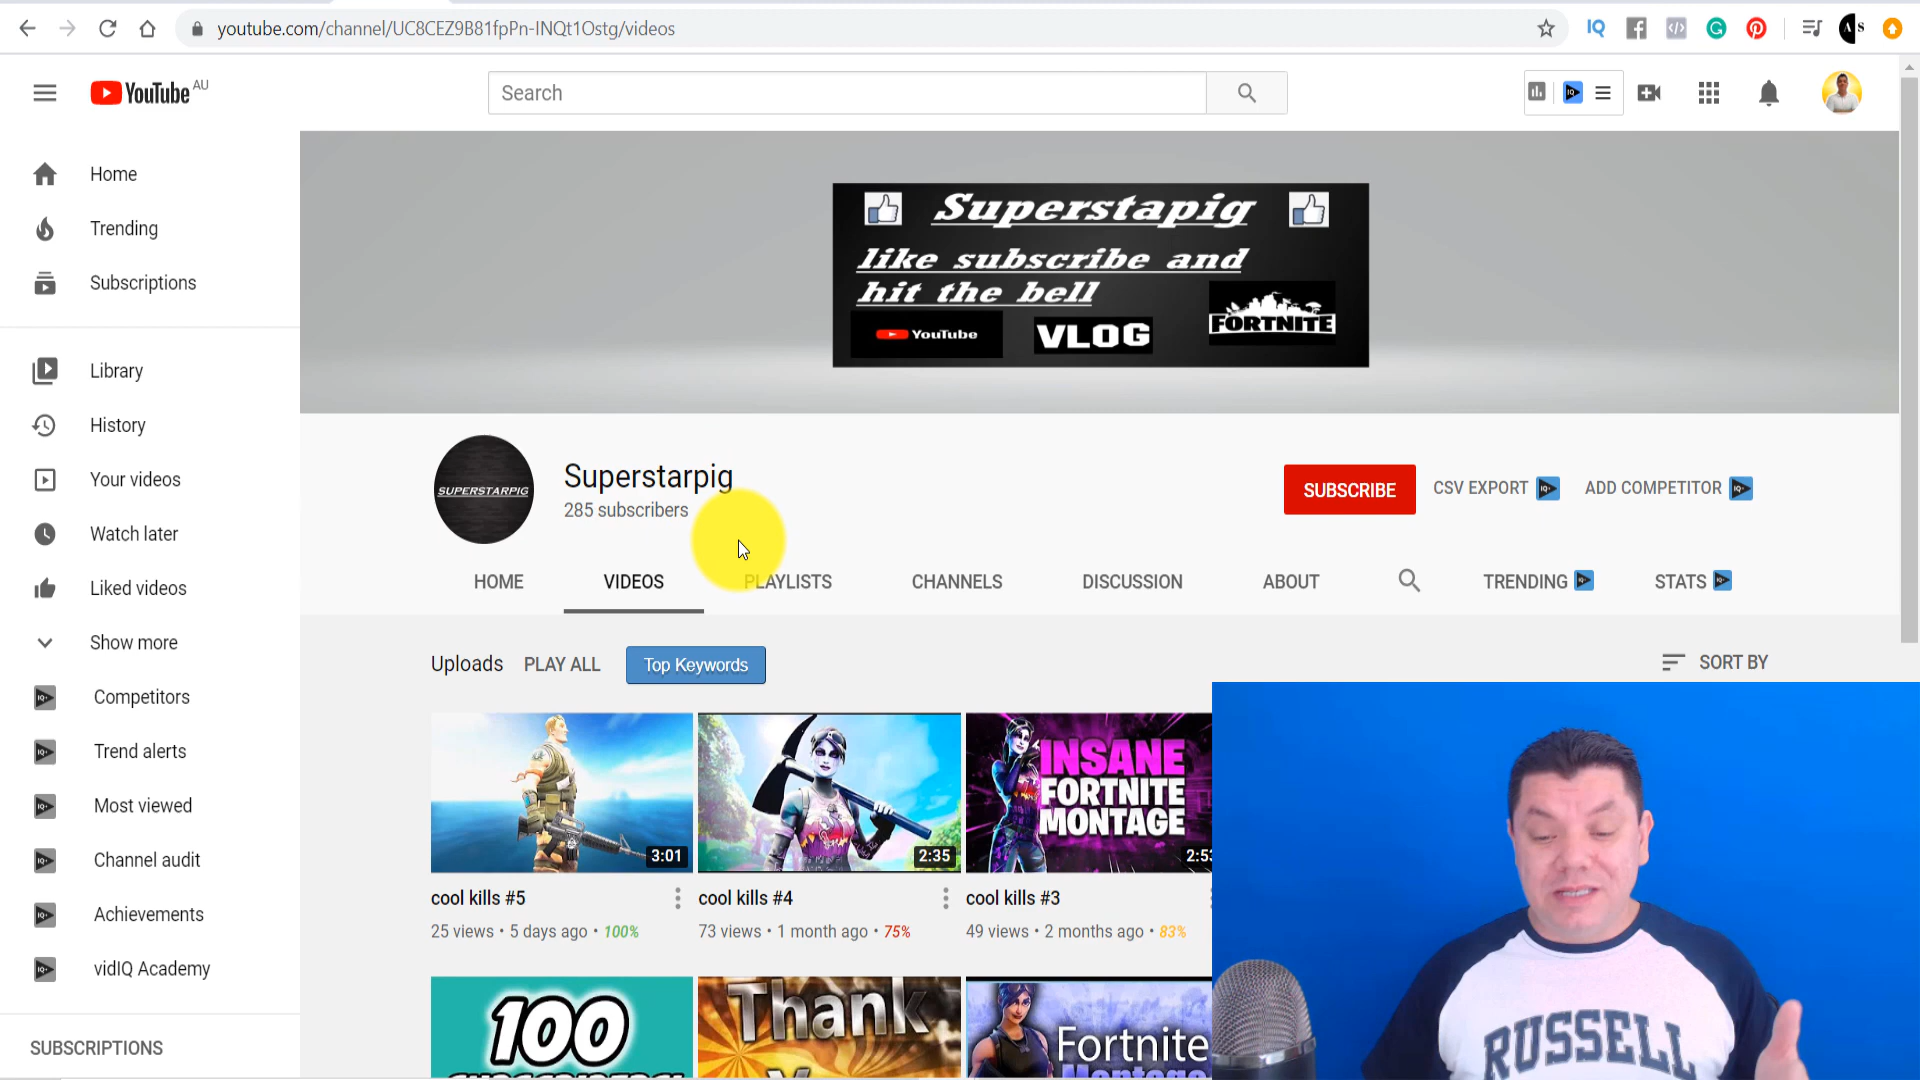 youtube.com/channel/UC8CEZ9B81fpPn-INQt1Ostg/videos
IQ
A S
YouTube AU
Search
IQ
Home
Trending
Subscriptions
Library
History
Your videos
Watch later
Liked videos
Show more
Competitors
Trend alerts
Most viewed
Channel audit
Achievements
vidIQ Academy
SUBSCRIPTIONS
Superstapig
like subscribe and
hit the bell
YouTube
VLOG
FORTNITE
SUPERSTARPIG
Superstarpig
285 subscribers
SUBSCRIBE
CSV EXPORT
ADD COMPETITOR
HOME
VIDEOS
PLAYLISTS
CHANNELS
DISCUSSION
ABOUT
TRENDING
STATS
Uploads
PLAY ALL
Top Keywords
SORT BY
3:01
cool kills #5
25 views • 5 days ago • 100%
2:35
cool kills #4
73 views • 1 month ago • 75%
INSANE
FORTNITE
MONTAGE
2:53
cool kills #3
49 views • 2 months ago • 83%
100
Thank
Fortnite
RUSSELL